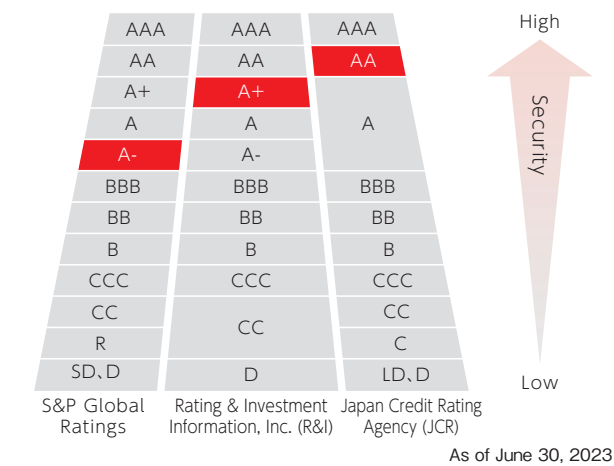 AAA AAA AAA High
AA AA AA
A+ A+
A A A
A- A-
Security
BBB BBB BBB
BB BB BB
B B B
CCC CCC CCC
CC CC
CC
R C
SD、D D LD、D
Low
S&P Global
Ratings
Rating & Investment
Information, Inc. (R&I)
Japan Credit Rating
Agency (JCR)
As of June 30, 2023